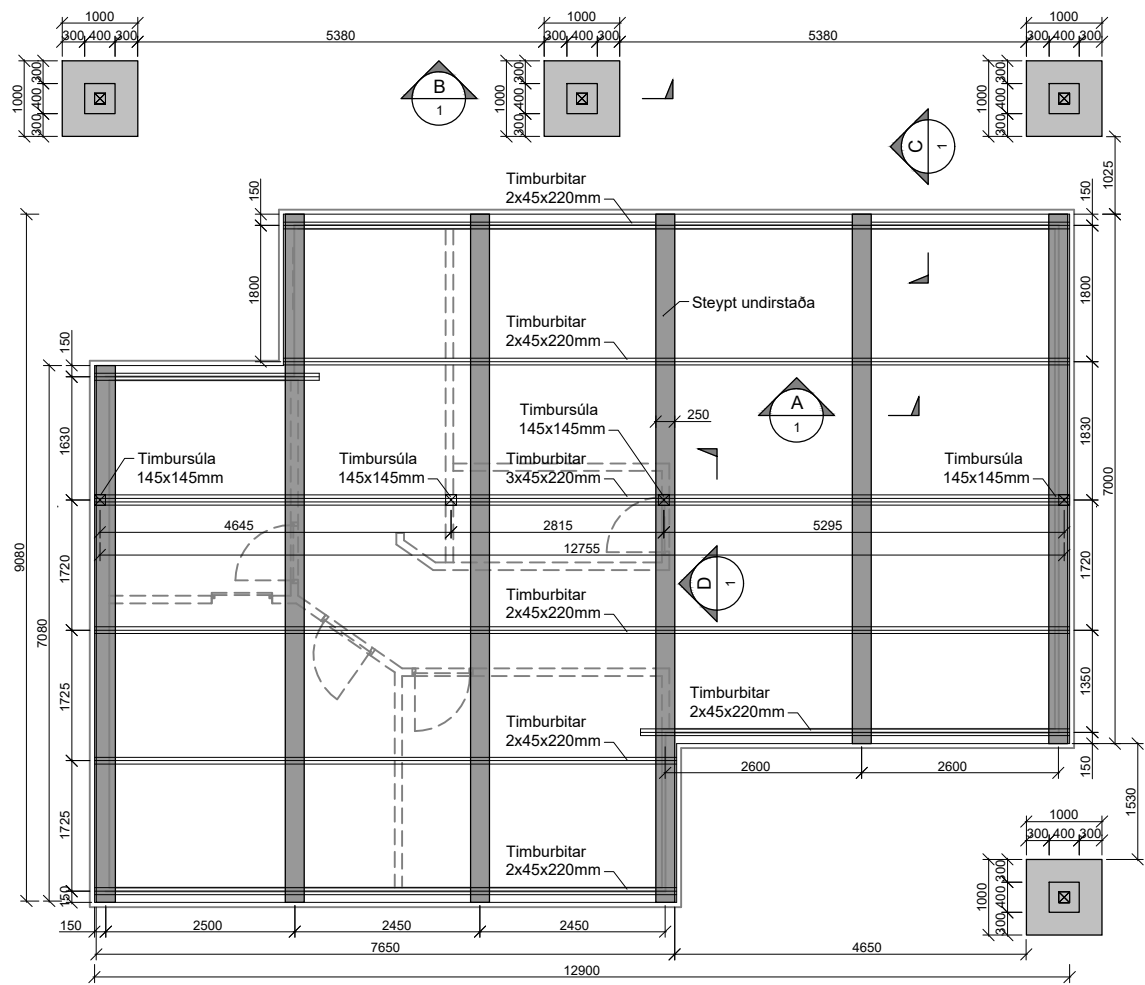 1000
1000
1000
300 400 300
5380
300 400 300
5380
300 400 300
1000
300 400 300
B
1
1000
300 400 300
1000
300 400 300
C
1
1025
150
Timburbitar
2x45x220mm
150
1800
Steypt undirstaða
1800
Timburbitar
2x45x220mm
150
A
1
Timbursúla
145x145mm
250
1630
1830
7000
Timbursúla
145x145mm
Timbursúla
145x145mm
Timburbitar
3x45x220mm
Timbursúla
145x145mm
4645
2815
5295
12755
9080
7080
1720
1720
D
1
Timburbitar
2x45x220mm
1725
1350
Timburbitar
2x45x220mm
Timburbitar
2x45x220mm
2600
2600
150
1530
1725
1000
300 400 300
Timburbitar
2x45x220mm
150
1000
300 400 300
150
2500
2450
2450
7650
4650
12900